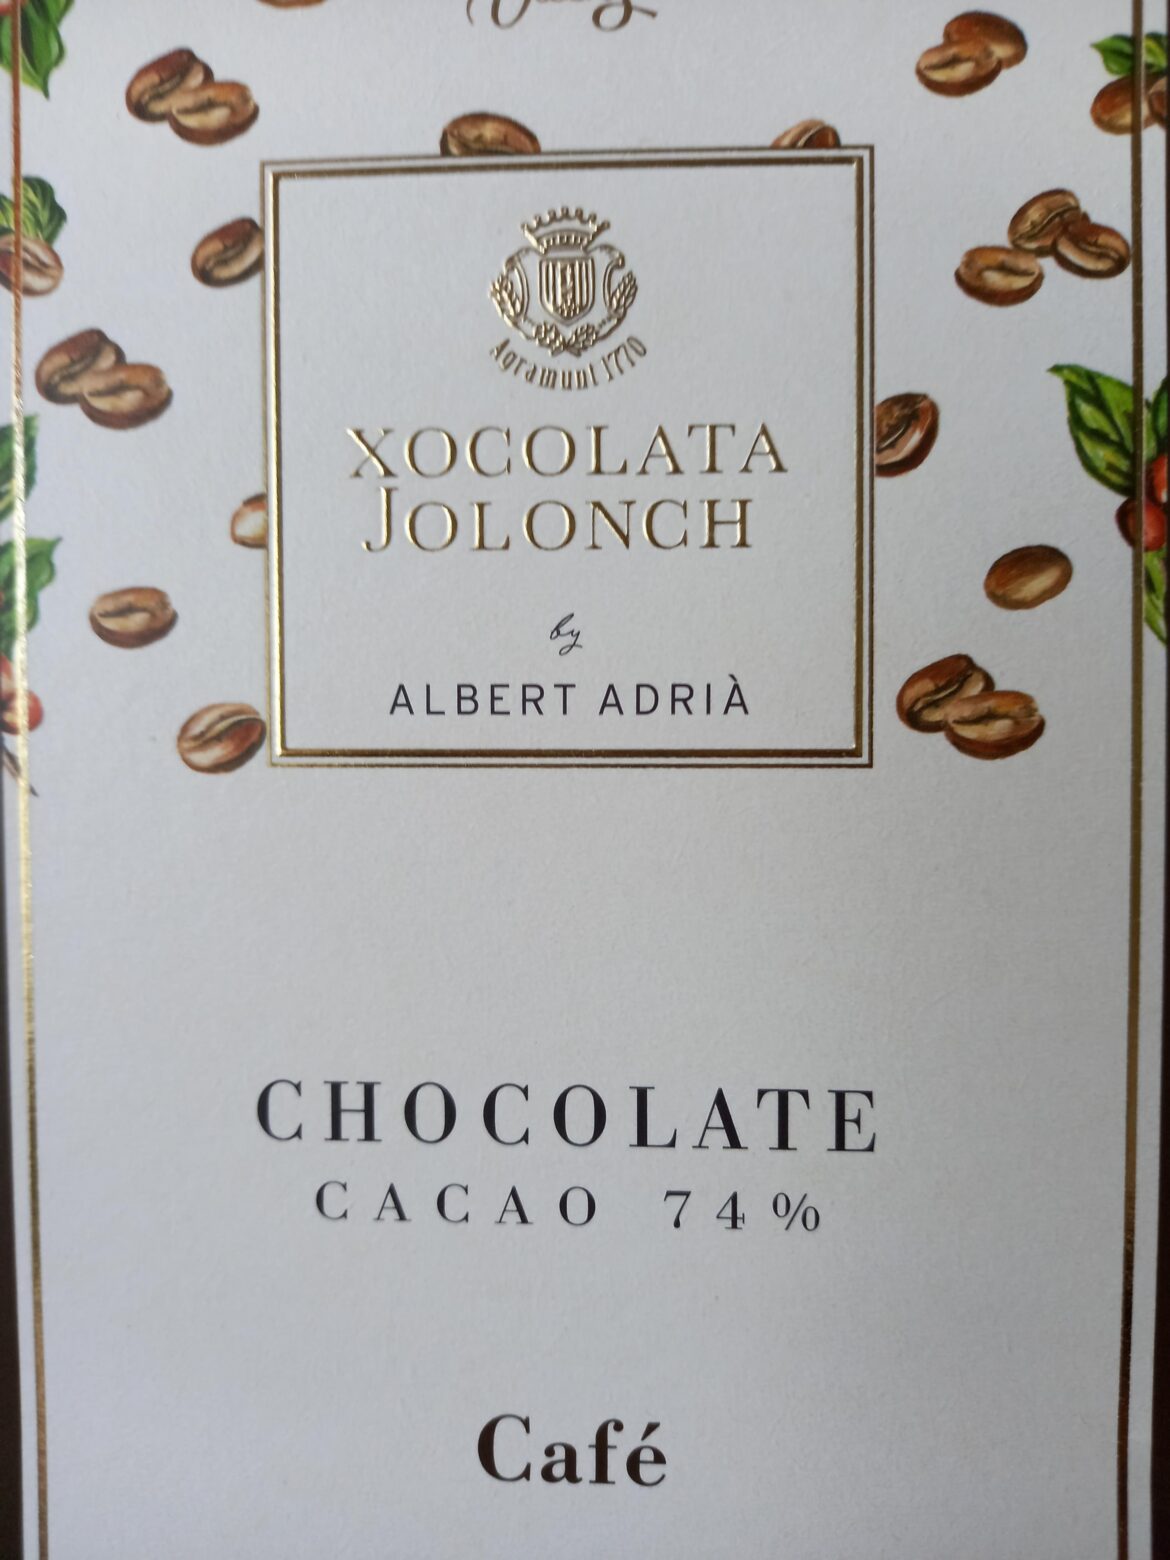 Agramunt 1770
XOCOLATA
JOLONCH
by
ALBERT ADRIÀ
CHOCOLATE
CACAO 74%
Café